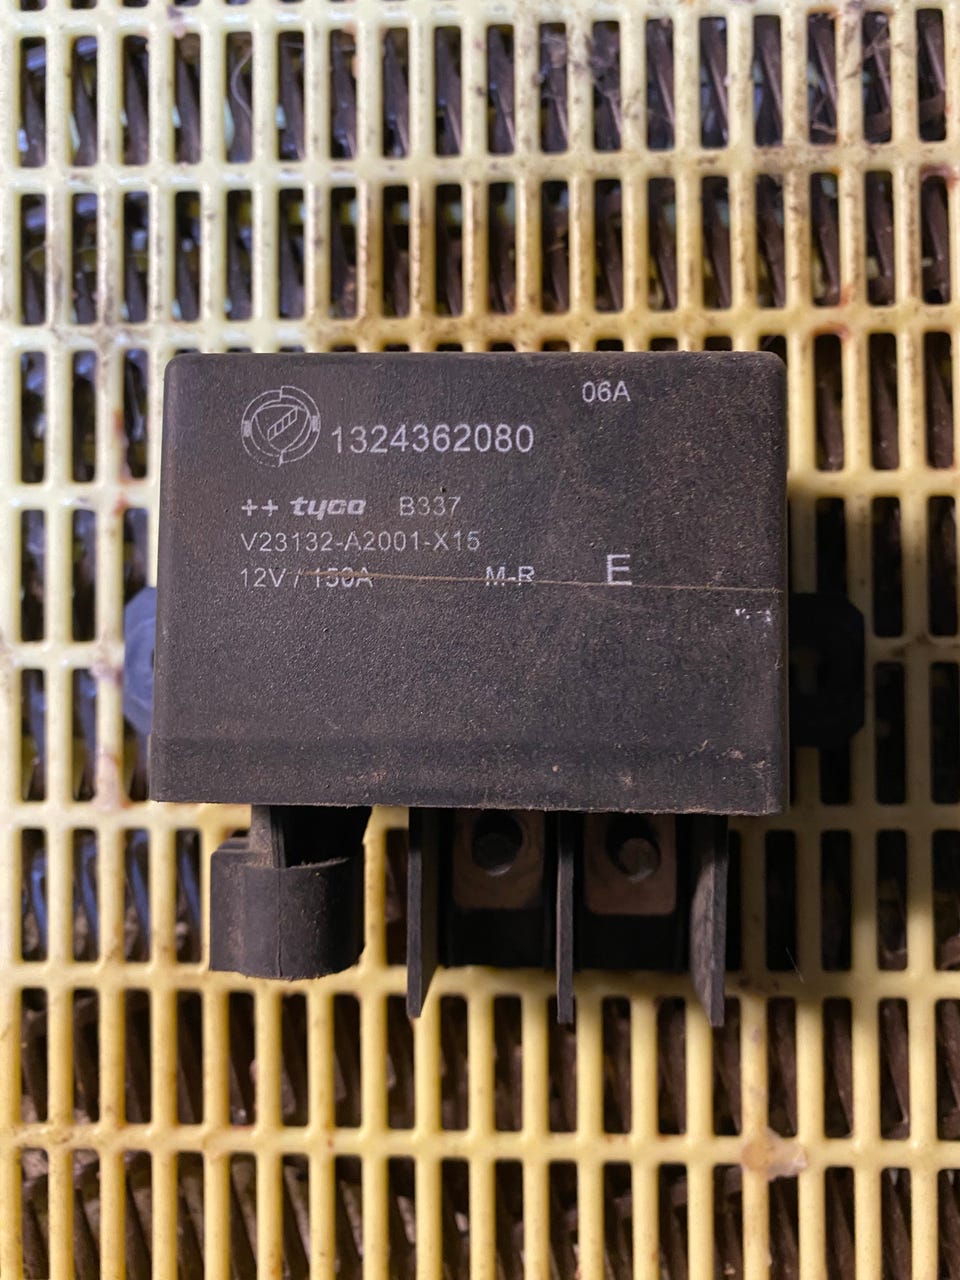 06A
1324362080
++ tyco B337
V23132-A2001-X15
12V / 150A M-R E